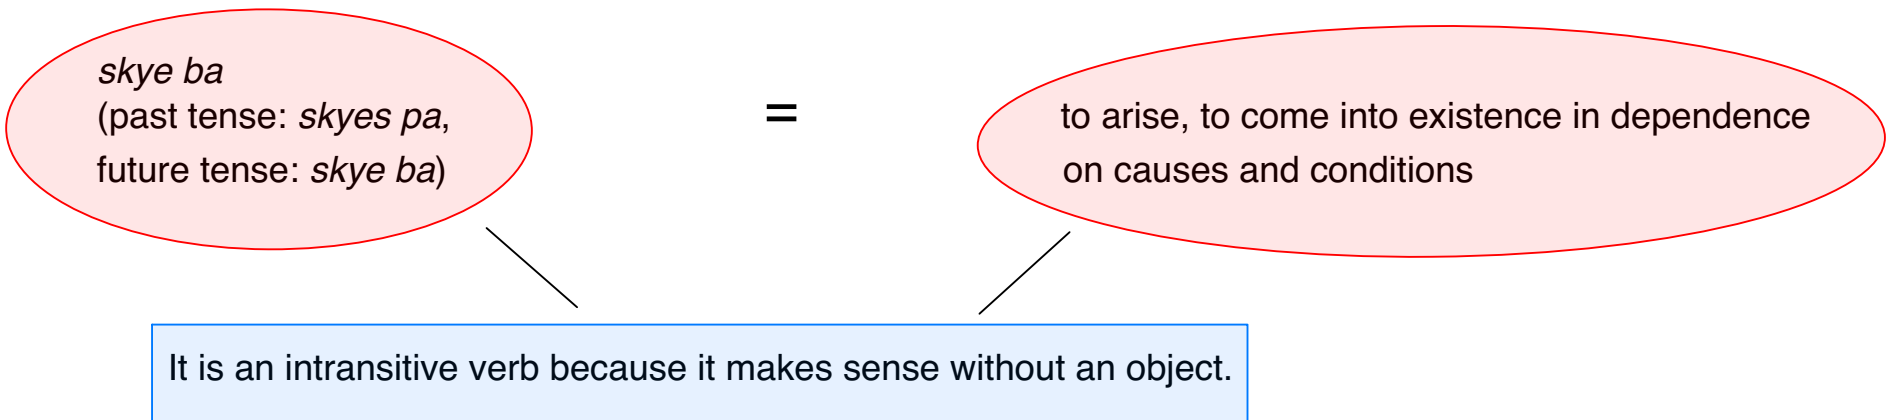 skye ba
(past tense: skyes pa,
future tense: skye ba)
=
to arise, to come into existence in dependence
on causes and conditions
It is an intransitive verb because it makes sense without an object.